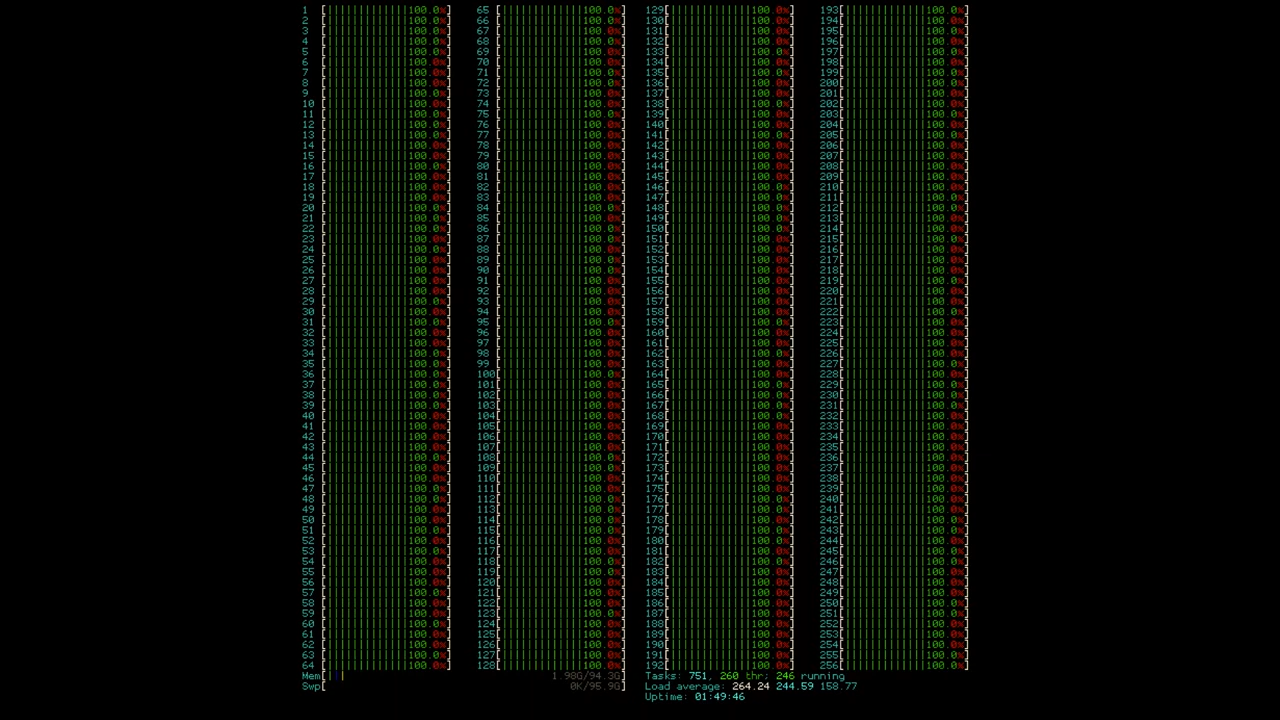 1 [100.0%] 65 [100.0%] 129[100.0%] 193[100.0%]
2 [100.0%] 66 [100.0%] 130[100.0%] 194[100.0%]
3 [100.0%] 67 [100.0%] 131[100.0%] 195[100.0%]
4 [100.0%] 68 [100.0%] 132[100.0%] 196[100.0%]
5 [100.0%] 69 [100.0%] 133[100.0%] 197[100.0%]
6 [100.0%] 70 [100.0%] 134[100.0%] 198[100.0%]
7 [100.0%] 71 [100.0%] 135[100.0%] 199[100.0%]
8 [100.0%] 72 [100.0%] 136[100.0%] 200[100.0%]
9 [100.0%] 73 [100.0%] 137[100.0%] 201[100.0%]
10 [100.0%] 74 [100.0%] 138[100.0%] 202[100.0%]
11 [100.0%] 75 [100.0%] 139[100.0%] 203[100.0%]
12 [100.0%] 76 [100.0%] 140[100.0%] 204[100.0%]
13 [100.0%] 77 [100.0%] 141[100.0%] 205[100.0%]
14 [100.0%] 78 [100.0%] 142[100.0%] 206[100.0%]
15 [100.0%] 79 [100.0%] 143[100.0%] 207[100.0%]
16 [100.0%] 80 [100.0%] 144[100.0%] 208[100.0%]
17 [100.0%] 81 [100.0%] 145[100.0%] 209[100.0%]
18 [100.0%] 82 [100.0%] 146[100.0%] 210[100.0%]
19 [100.0%] 83 [100.0%] 147[100.0%] 211[100.0%]
20 [100.0%] 84 [100.0%] 148[100.0%] 212[100.0%]
21 [100.0%] 85 [100.0%] 149[100.0%] 213[100.0%]
22 [100.0%] 86 [100.0%] 150[100.0%] 214[100.0%]
23 [100.0%] 87 [100.0%] 151[100.0%] 215[100.0%]
24 [100.0%] 88 [100.0%] 152[100.0%] 216[100.0%]
25 [100.0%] 89 [100.0%] 153[100.0%] 217[100.0%]
26 [100.0%] 90 [100.0%] 154[100.0%] 218[100.0%]
27 [100.0%] 91 [100.0%] 155[100.0%] 219[100.0%]
28 [100.0%] 92 [100.0%] 156[100.0%] 220[100.0%]
29 [100.0%] 93 [100.0%] 157[100.0%] 221[100.0%]
30 [100.0%] 94 [100.0%] 158[100.0%] 222[100.0%]
31 [100.0%] 95 [100.0%] 159[100.0%] 223[100.0%]
32 [100.0%] 96 [100.0%] 160[100.0%] 224[100.0%]
33 [100.0%] 97 [100.0%] 161[100.0%] 225[100.0%]
34 [100.0%] 98 [100.0%] 162[100.0%] 226[100.0%]
35 [100.0%] 99 [100.0%] 163[100.0%] 227[100.0%]
36 [100.0%] 100[100.0%] 164[100.0%] 228[100.0%]
37 [100.0%] 101[100.0%] 165[100.0%] 229[100.0%]
38 [100.0%] 102[100.0%] 166[100.0%] 230[100.0%]
39 [100.0%] 103[100.0%] 167[100.0%] 231[100.0%]
40 [100.0%] 104[100.0%] 168[100.0%] 232[100.0%]
41 [100.0%] 105[100.0%] 169[100.0%] 233[100.0%]
42 [100.0%] 106[100.0%] 170[100.0%] 234[100.0%]
43 [100.0%] 107[100.0%] 171[100.0%] 235[100.0%]
44 [100.0%] 108[100.0%] 172[100.0%] 236[100.0%]
45 [100.0%] 109[100.0%] 173[100.0%] 237[100.0%]
46 [100.0%] 110[100.0%] 174[100.0%] 238[100.0%]
47 [100.0%] 111[100.0%] 175[100.0%] 239[100.0%]
48 [100.0%] 112[100.0%] 176[100.0%] 240[100.0%]
49 [100.0%] 113[100.0%] 177[100.0%] 241[100.0%]
50 [100.0%] 114[100.0%] 178[100.0%] 242[100.0%]
51 [100.0%] 115[100.0%] 179[100.0%] 243[100.0%]
52 [100.0%] 116[100.0%] 180[100.0%] 244[100.0%]
53 [100.0%] 117[100.0%] 181[100.0%] 245[100.0%]
54 [100.0%] 118[100.0%] 182[100.0%] 246[100.0%]
55 [100.0%] 119[100.0%] 183[100.0%] 247[100.0%]
56 [100.0%] 120[100.0%] 184[100.0%] 248[100.0%]
57 [100.0%] 121[100.0%] 185[100.0%] 249[100.0%]
58 [100.0%] 122[100.0%] 186[100.0%] 250[100.0%]
59 [100.0%] 123[100.0%] 187[100.0%] 251[100.0%]
60 [100.0%] 124[100.0%] 188[100.0%] 252[100.0%]
61 [100.0%] 125[100.0%] 189[100.0%] 253[100.0%]
62 [100.0%] 126[100.0%] 190[100.0%] 254[100.0%]
63 [100.0%] 127[100.0%] 191[100.0%] 255[100.0%]
64 [100.0%] 128[100.0%] 192[100.0%] 256[100.0%]
Mem[||| 1.98G/94.3G] Tasks: 751, 260 thr; 246 running
Swp[ 0K/95.9G] Load average: 264.24 244.59 158.77
Uptime: 01:49:46